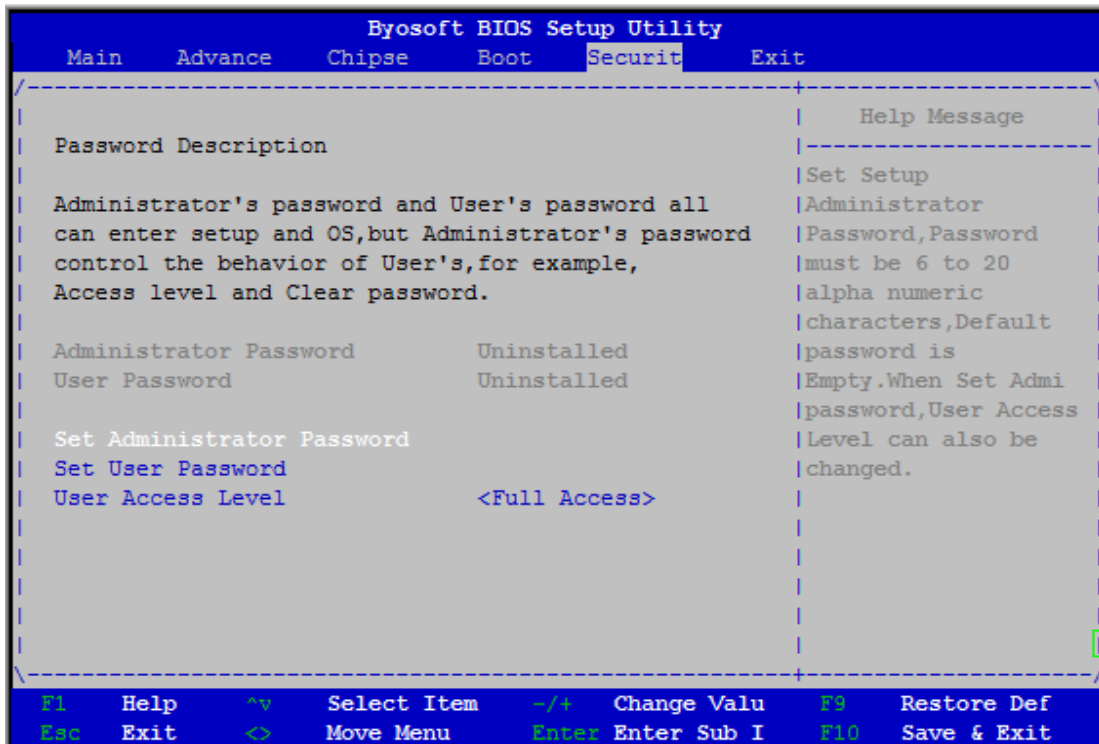 Byosoft BIOS Setup Utility
Main Advance Chipse Boot Securit Exit
Help Message
Password Description
Set Setup
Administrator's password and User's password all
Administrator
can enter setup and OS,but Administrator's password
Password,Password
control the behavior of User's,for example,
must be 6 to 20
Access level and Clear password.
alpha numeric
characters,Default
Administrator Password Uninstalled
password is
User Password Uninstalled
Empty.When Set Admi
password,User Access
Set Administrator Password
Level can also be
Set User Password
changed.
User Access Level <Full Access>
F1 Help ^v Select Item -/+ Change Valu F9 Restore Def
Esc Exit <> Move Menu Enter Enter Sub I F10 Save & Exit